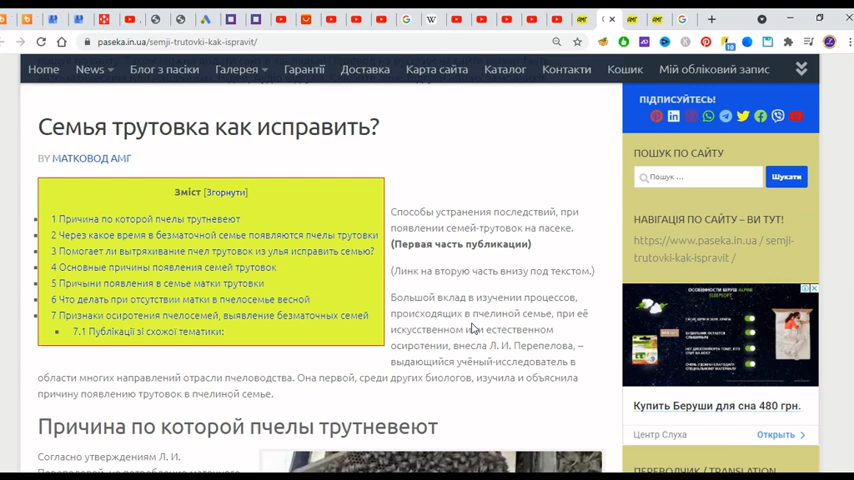 paseka.in.ua/semji-trutovki-kak-ispravit/
Home News Блог з пасіки Галерея Гарантії Доставка Карта сайта Каталог Контакти Кошик Мій обліковий запис
Семья трутовка как исправить?
BY МАТКОВОД АМГ
Зміст [Згорнути]
1 Причина по которой пчелы трутневеют
2 Через какое время в безматочной семье появляются пчелы трутовки
3 Помогает ли вытряхивание пчел трутовок из улья исправить семью?
4 Основные причины появления семей трутовок
5 Причыни появления в семье матки трутовки
6 Что делать при отсутствии матки в пчелосемье весной
7 Признаки осиротения пчелосемей, выявление безматочных семей
7.1 Публікації зі схожої тематики:
Способы устранения последствий, при
появлении семей-трутовок на пасеке.
(Первая часть публикации)
(Линк на вторую часть внизу под текстом.)
Большой вклад в изучении процессов,
происходящих в пчелиной семье, при её
искусственном или естественном
осиротении, внесла Л. И. Перепелова, –
выдающийся учёный-исследователь в
области многих направлений отрасли пчеловодства. Она первой, среди других биологов, изучила и объяснила
причину появлению трутовок в пчелиной семье.
Причина по которой пчелы трутневеют
Согласно утверждениям Л. И.
ПІДПИСУЙТЕСЬ!
ПОШУК ПО САЙТУ
Пошук …
Шукати
НАВІГАЦІЯ ПО САЙТУ – ВИ ТУТ!
https://www.paseka.in.ua / semji-
trutovki-kak-ispravit /
ОСОБЕННОСТИ БЕРУШ ALPINE
Купить Беруши для сна 480 грн.
Центр Слуха
Открыть
ПЕРЕВОДЧИК / TRANSLATION